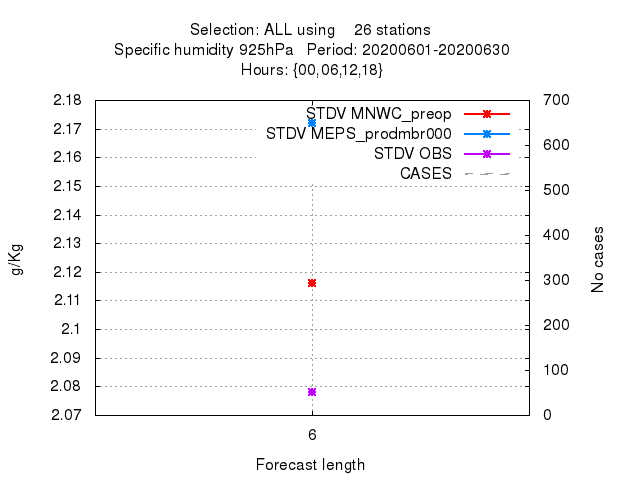 Selection: ALL using    26 stations
Specific humidity 925hPa   Period: 20200601-20200630
Hours: {00,06,12,18}
STDV MNWC_preop
STDV MEPS_prodmbr000
STDV OBS
CASES
2.18
2.17
2.16
2.15
2.14
2.13
2.12
2.11
2.1
2.09
2.08
2.07
700
600
500
400
300
200
100
0
g/Kg
No cases
6
Forecast length